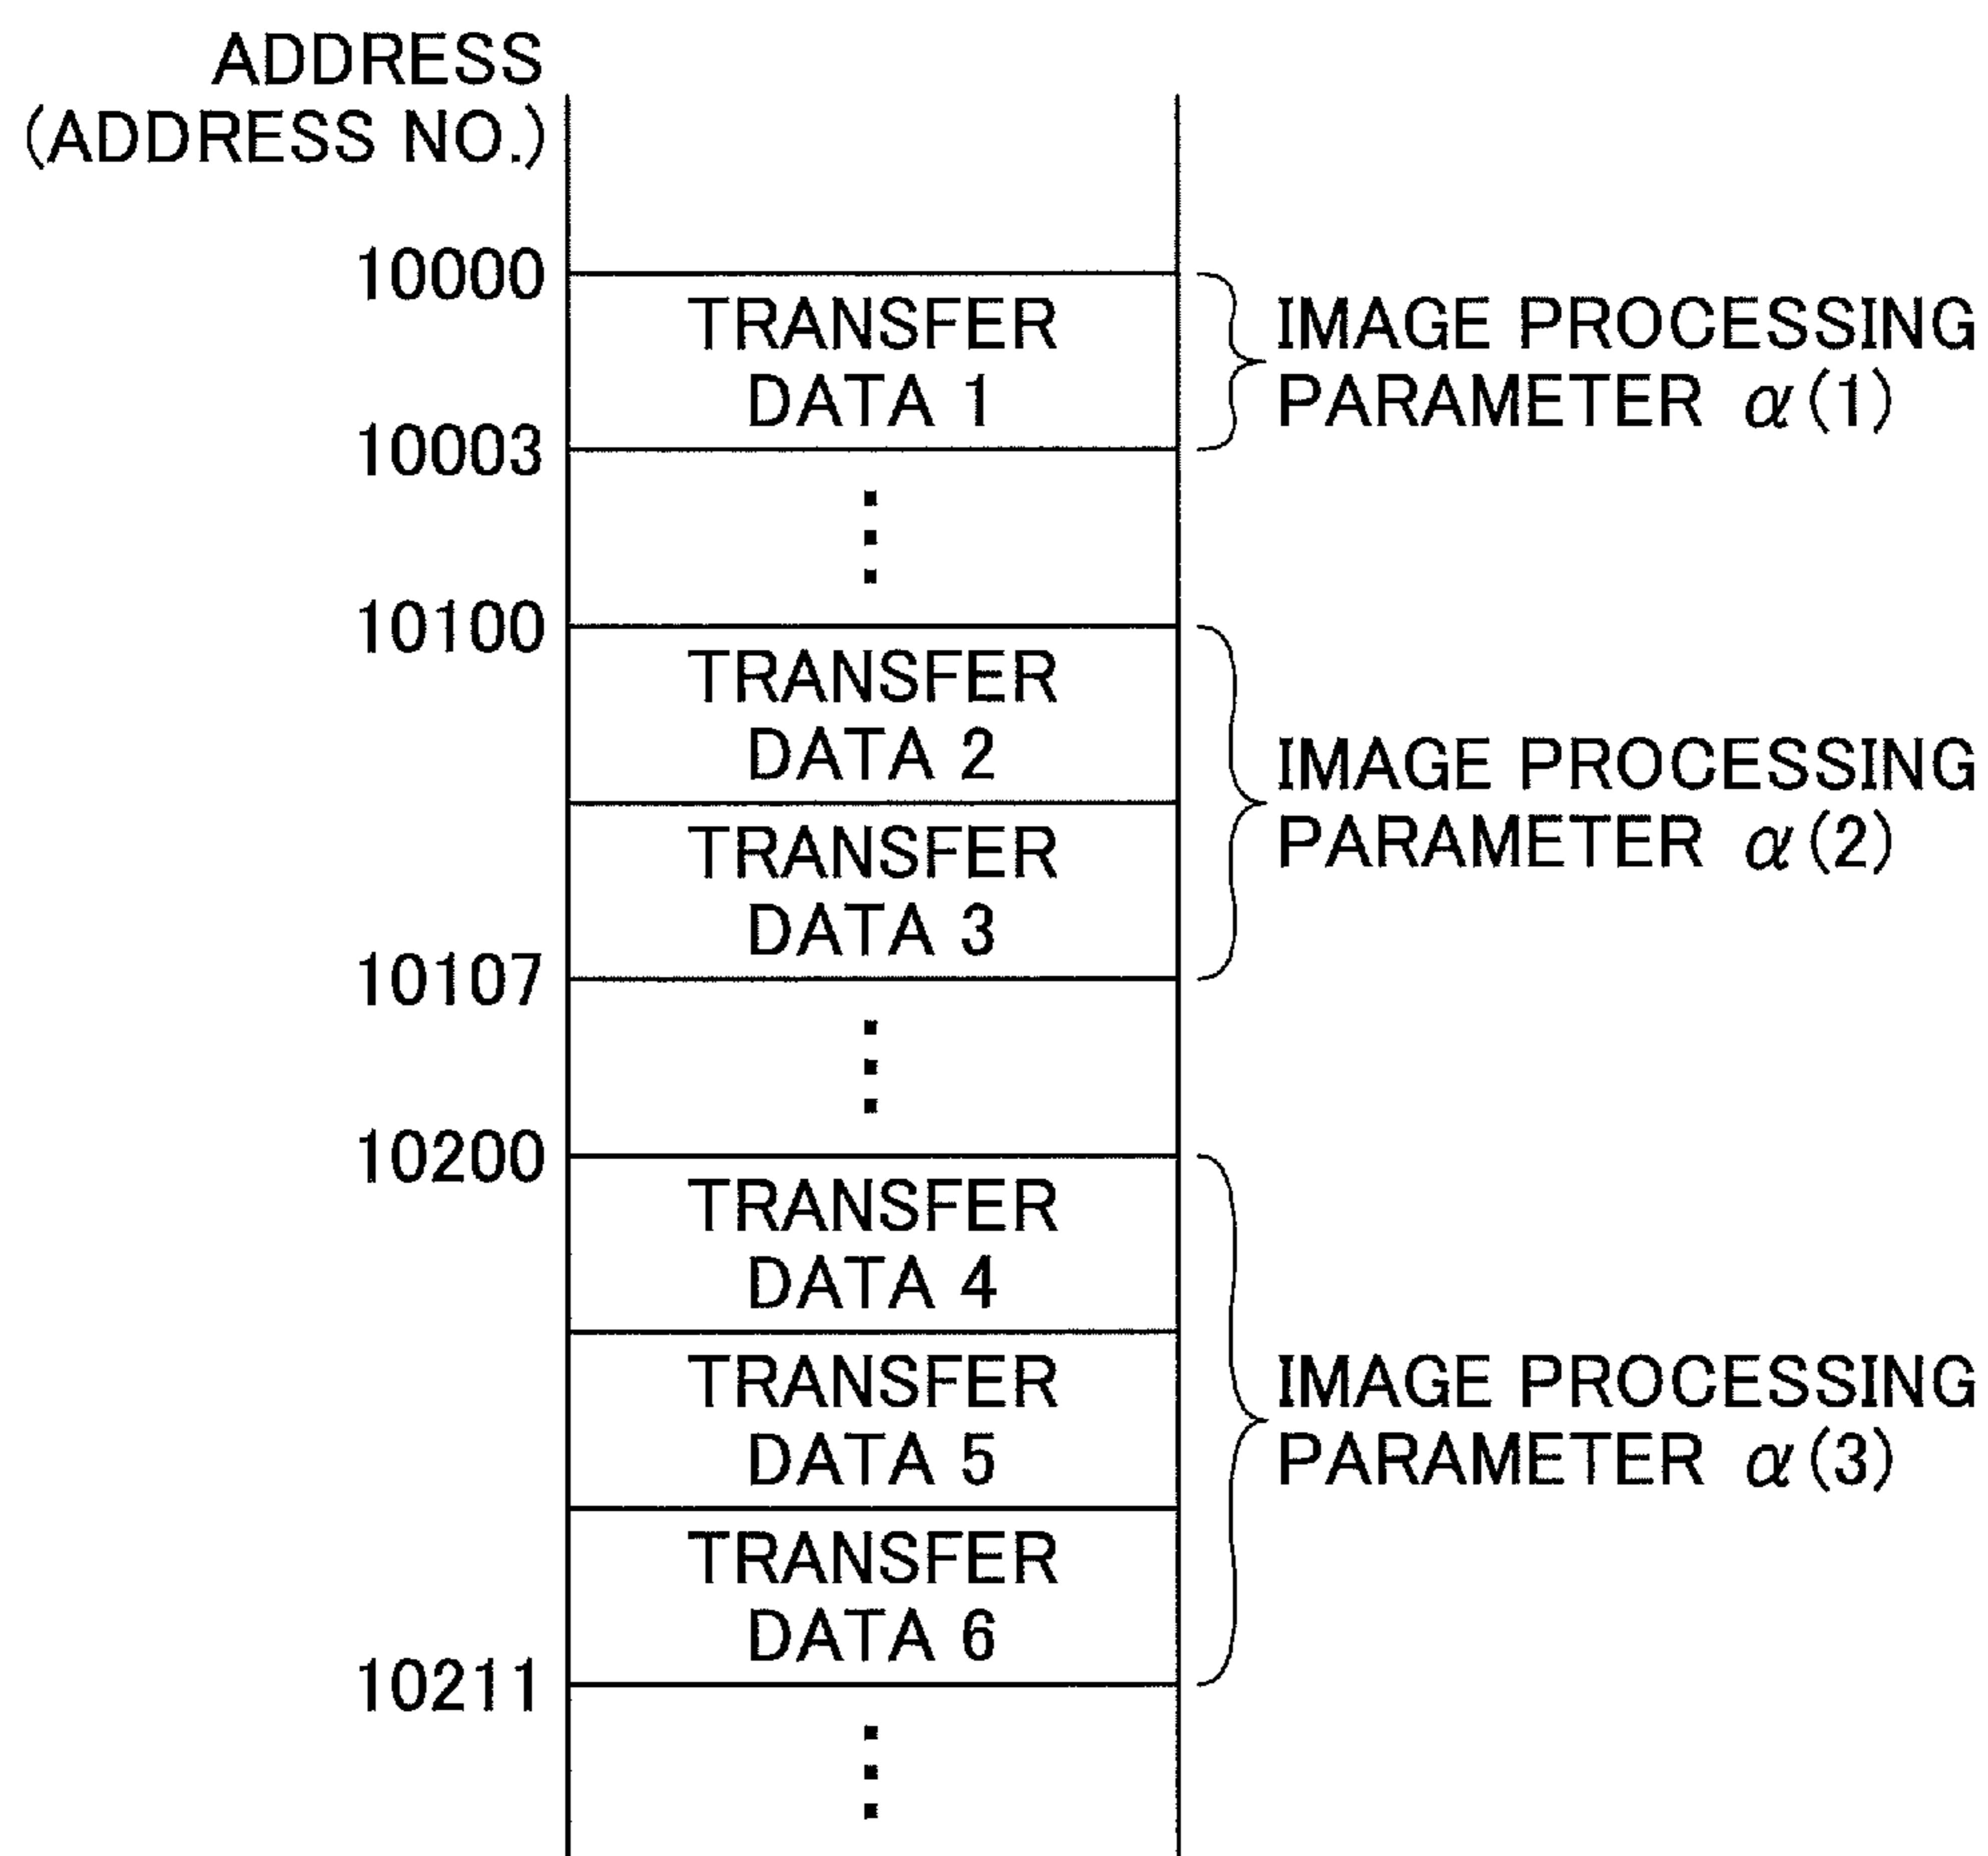 ADDRESS
(ADDRESS NO.)
10000
TRANSFER
DATA 1
IMAGE PROCESSING
PARAMETER α(1)
10003
10100
TRANSFER
DATA 2
TRANSFER
DATA 3
IMAGE PROCESSING
PARAMETER α(2)
10107
10200
TRANSFER
DATA 4
TRANSFER
DATA 5
TRANSFER
DATA 6
IMAGE PROCESSING
PARAMETER α(3)
10211